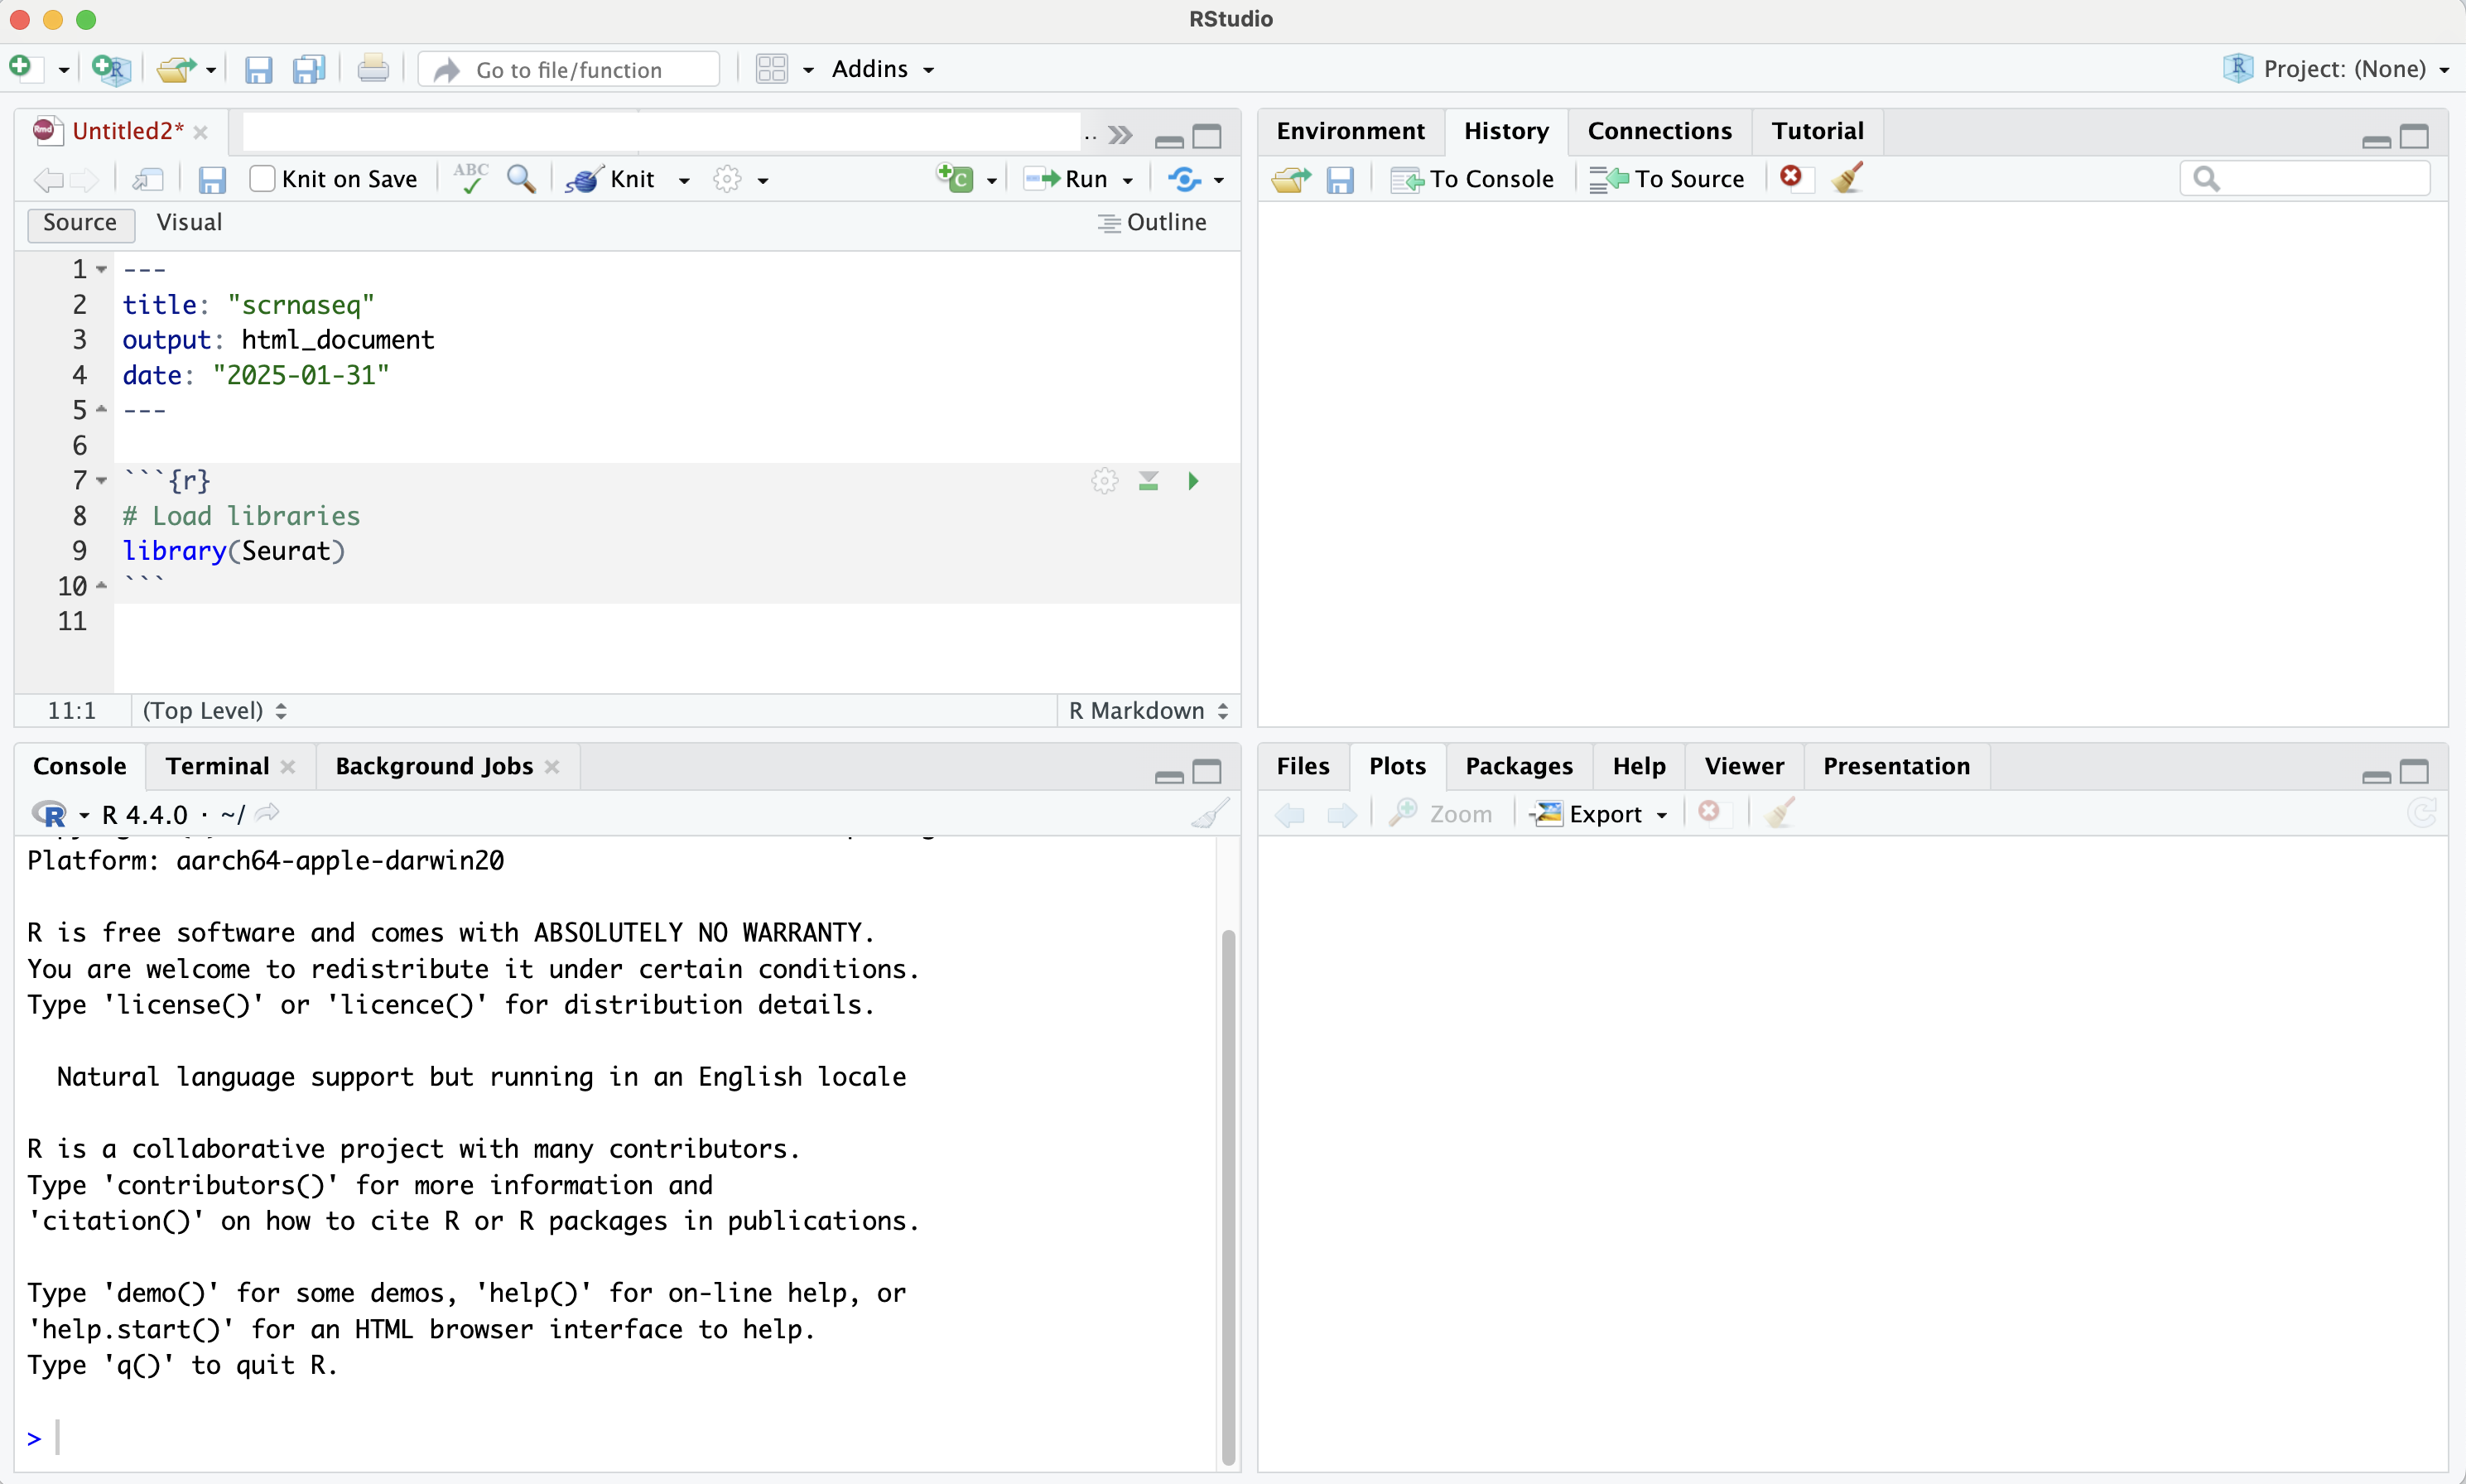 RStudio
Go to file/function
Addins
Project: (None)
Untitled2*
Environment History Connections Tutorial
Knit on Save ABC Knit Run
To Console To Source
Source Visual Outline
1 ---
2 title: "scrnaseq"
3 output: html_document
4 date: "2025-01-31"
5 ---
6
7 ```{r}
8 # Load libraries
9 library(Seurat)
10 ```
11
11:1 (Top Level) R Markdown
Console Terminal Background Jobs
R 4.4.0 · ~/
Platform: aarch64-apple-darwin20
R is free software and comes with ABSOLUTELY NO WARRANTY.
You are welcome to redistribute it under certain conditions.
Type 'license()' or 'licence()' for distribution details.
Natural language support but running in an English locale
R is a collaborative project with many contributors.
Type 'contributors()' for more information and
'citation()' on how to cite R or R packages in publications.
Type 'demo()' for some demos, 'help()' for on-line help, or
'help.start()' for an HTML browser interface to help.
Type 'q()' to quit R.
>
Files Plots Packages Help Viewer Presentation
Zoom Export